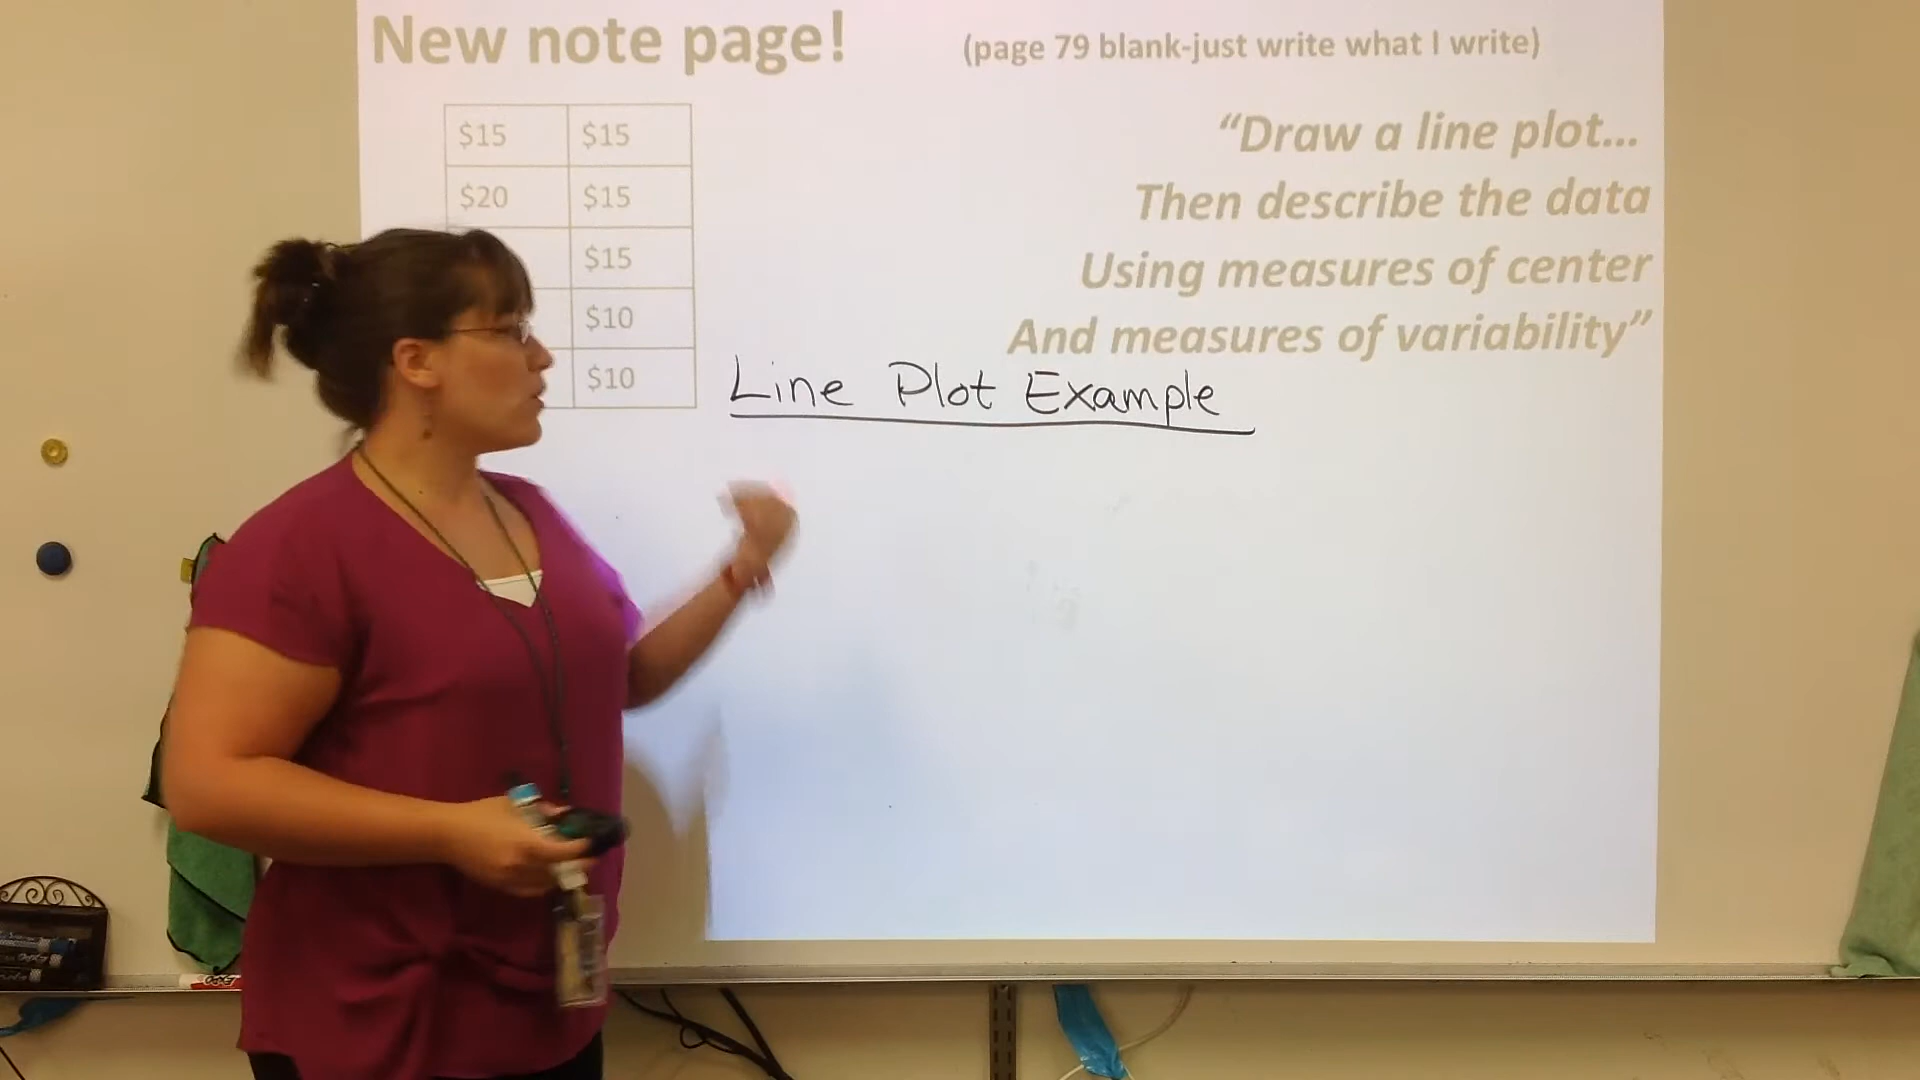 New note page!
(page 79 blank-just write what I write)
$15 $15
$20 $15
$15
$10
$10
“Draw a line plot...
Then describe the data
Using measures of center
And measures of variability”
Line Plot Example